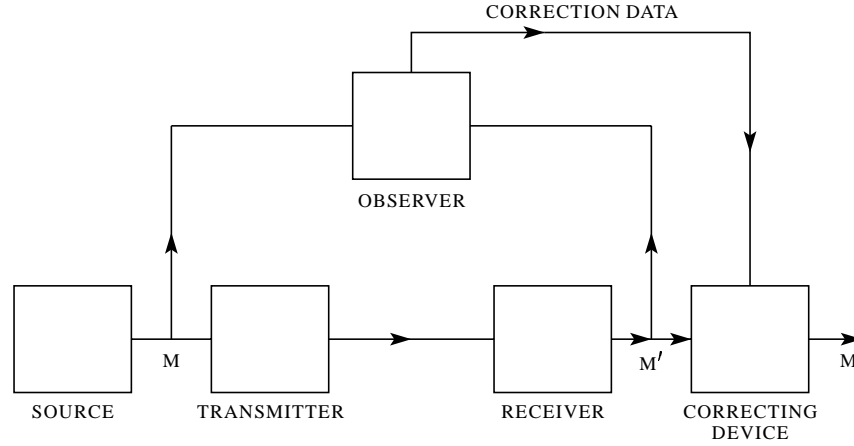 CORRECTION DATA
OBSERVER
M
M′
M
SOURCE
TRANSMITTER
RECEIVER
CORRECTING
DEVICE